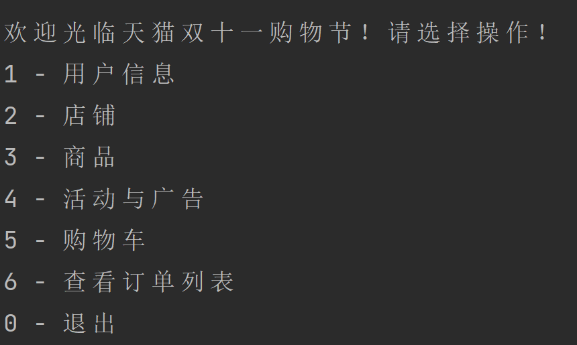 欢迎光临天猫双十一购物节！请选择操作！
1 - 用户信息
2 - 店铺
3 - 商品
4 - 活动与广告
5 - 购物车
6 - 查看订单列表
0 - 退出